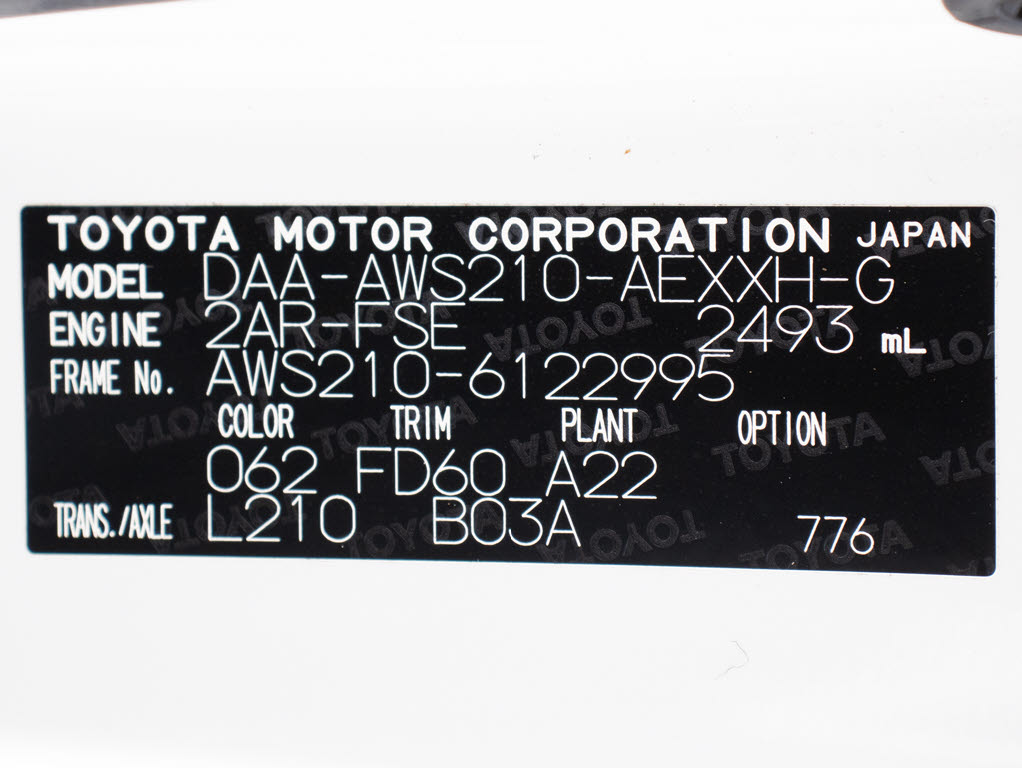 TOYOTA MOTOR CORPORATION JAPAN
MODEL DAA-AWS210-AEXXH-G
ENGINE 2AR-FSE 2493 mL
FRAME No. AWS210-6122995
COLOR TRIM PLANT OPTION
062 FD60 A22
TRANS./AXLE L210 B03A 776